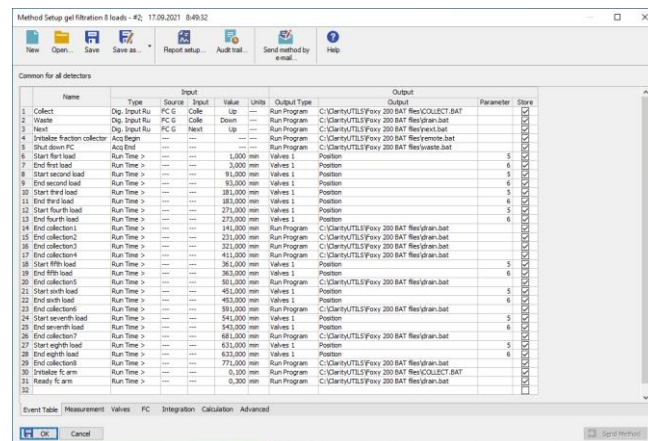 Method Setup gel filtration 8 loads - #2; 17.09.2021 8:49:32
New Open... Save Save as... Report setup... Audit trail... Send method by e-mail... Help
Common for all detectors
Name Input Output
Type Source Input Value Units Output Type Output Parameter Store
1 Collect Dig. Input Ru FC G Colle Up --- Run Program C:\ClarityUTILS\Foxy 200 BAT files\COLLECT.BAT
2 Waste Dig. Input Ru FC G Colle Down --- Run Program C:\ClarityUTILS\Foxy 200 BAT files\drain.bat
3 Next Dig. Input Ru FC G Next Up --- Run Program C:\ClarityUTILS\Foxy 200 BAT files\next.bat
4 Initialize fraction collector Acq Begin --- --- --- --- Run Program C:\ClarityUTILS\Foxy 200 BAT files\remote.bat
5 Shut down FC Acq End --- --- --- --- Run Program C:\ClarityUTILS\Foxy 200 BAT files\waste.bat
6 Start fisrt load Run Time > --- --- 1,000 min Valves 1 Position 5
7 End first load Run Time > --- --- 3,000 min Valves 1 Position 6
8 Start second load Run Time > --- --- 91,000 min Valves 1 Position 5
9 End second load Run Time > --- --- 93,000 min Valves 1 Position 6
10 Start third load Run Time > --- --- 181,000 min Valves 1 Position 5
11 End third load Run Time > --- --- 183,000 min Valves 1 Position 6
12 Start fourth load Run Time > --- --- 271,000 min Valves 1 Position 5
13 End fourth load Run Time > --- --- 273,000 min Valves 1 Position 6
14 End collection1 Run Time > --- --- 141,000 min Run Program C:\ClarityUTILS\Foxy 200 BAT files\drain.bat
15 End collection2 Run Time > --- --- 231,000 min Run Program C:\ClarityUTILS\Foxy 200 BAT files\drain.bat
16 End collection3 Run Time > --- --- 321,000 min Run Program C:\ClarityUTILS\Foxy 200 BAT files\drain.bat
17 End collection4 Run Time > --- --- 411,000 min Run Program C:\ClarityUTILS\Foxy 200 BAT files\drain.bat
18 Start fifth load Run Time > --- --- 361,000 min Valves 1 Position 5
19 End fifth load Run Time > --- --- 363,000 min Valves 1 Position 6
20 End collection5 Run Time > --- --- 501,000 min Run Program C:\ClarityUTILS\Foxy 200 BAT files\drain.bat
21 Start sixth load Run Time > --- --- 451,000 min Valves 1 Position 5
22 End sixth load Run Time > --- --- 453,000 min Valves 1 Position 6
23 End collection6 Run Time > --- --- 591,000 min Run Program C:\ClarityUTILS\Foxy 200 BAT files\drain.bat
24 Start seventh load Run Time > --- --- 541,000 min Valves 1 Position 5
25 End seventh load Run Time > --- --- 543,000 min Valves 1 Position 6
26 End collection7 Run Time > --- --- 681,000 min Run Program C:\ClarityUTILS\Foxy 200 BAT files\drain.bat
27 Start eighth load Run Time > --- --- 631,000 min Valves 1 Position 5
28 End eighth load Run Time > --- --- 633,000 min Valves 1 Position 6
29 End collection8 Run Time > --- --- 771,000 min Run Program C:\ClarityUTILS\Foxy 200 BAT files\drain.bat
30 Initialize fc arm Run Time > --- --- 0,100 min Run Program C:\ClarityUTILS\Foxy 200 BAT files\COLLECT.BAT
31 Ready fc arm Run Time > --- --- 0,300 min Run Program C:\ClarityUTILS\Foxy 200 BAT files\drain.bat
32
Event Table Measurement Valves FC Integration Calculation Advanced
OK Cancel Send Method